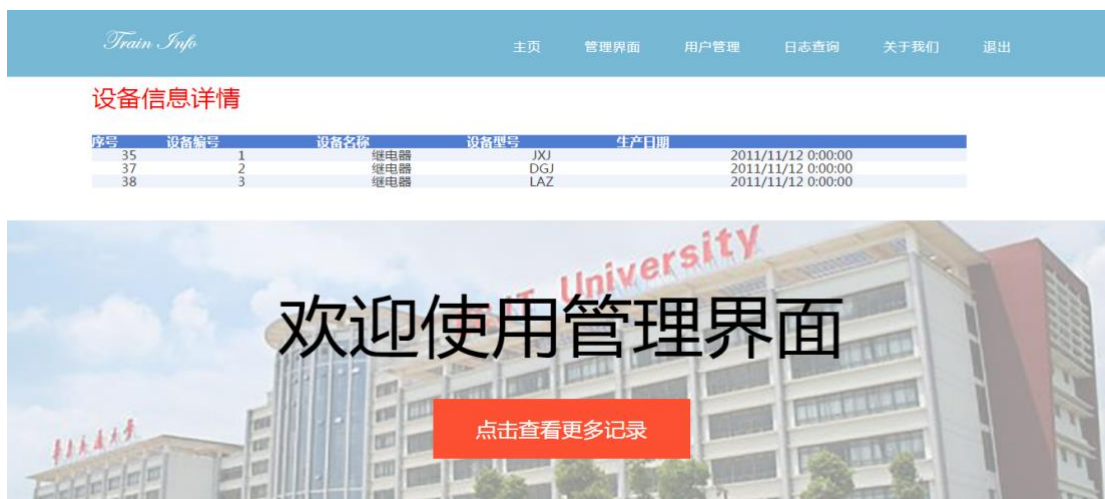 Train Info 主页 管理界面 用户管理 日志查询 关于我们 退出
设备信息详情
序号 设备编号 设备名称 设备型号 生产日期
35 1 继电器 JXJ 2011/11/12 0:00:00
37 2 继电器 DGJ 2011/11/12 0:00:00
38 3 继电器 LAZ 2011/11/12 0:00:00
University
欢迎使用管理界面
点击查看更多记录